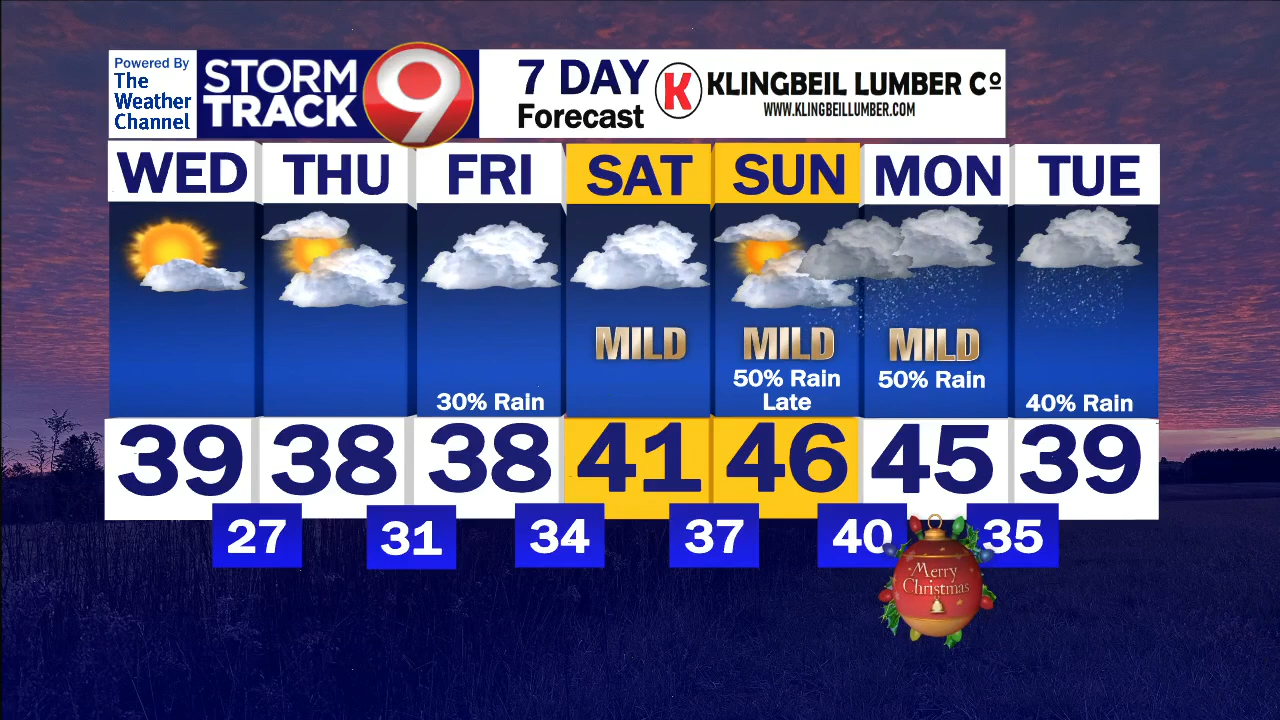 Powered By
The
Weather
Channel
STORM
TRACK
9
7 DAY
Forecast
K
KLINGBEIL LUMBER Cº
WWW.KLINGBEILLUMBER.COM
WED THU FRI SAT SUN MON TUE
MILD MILD MILD
30% Rain
50% Rain
Late
50% Rain
40% Rain
39 38 38 41 46 45 39
27 31 34 37 40 35
Merry
Christmas